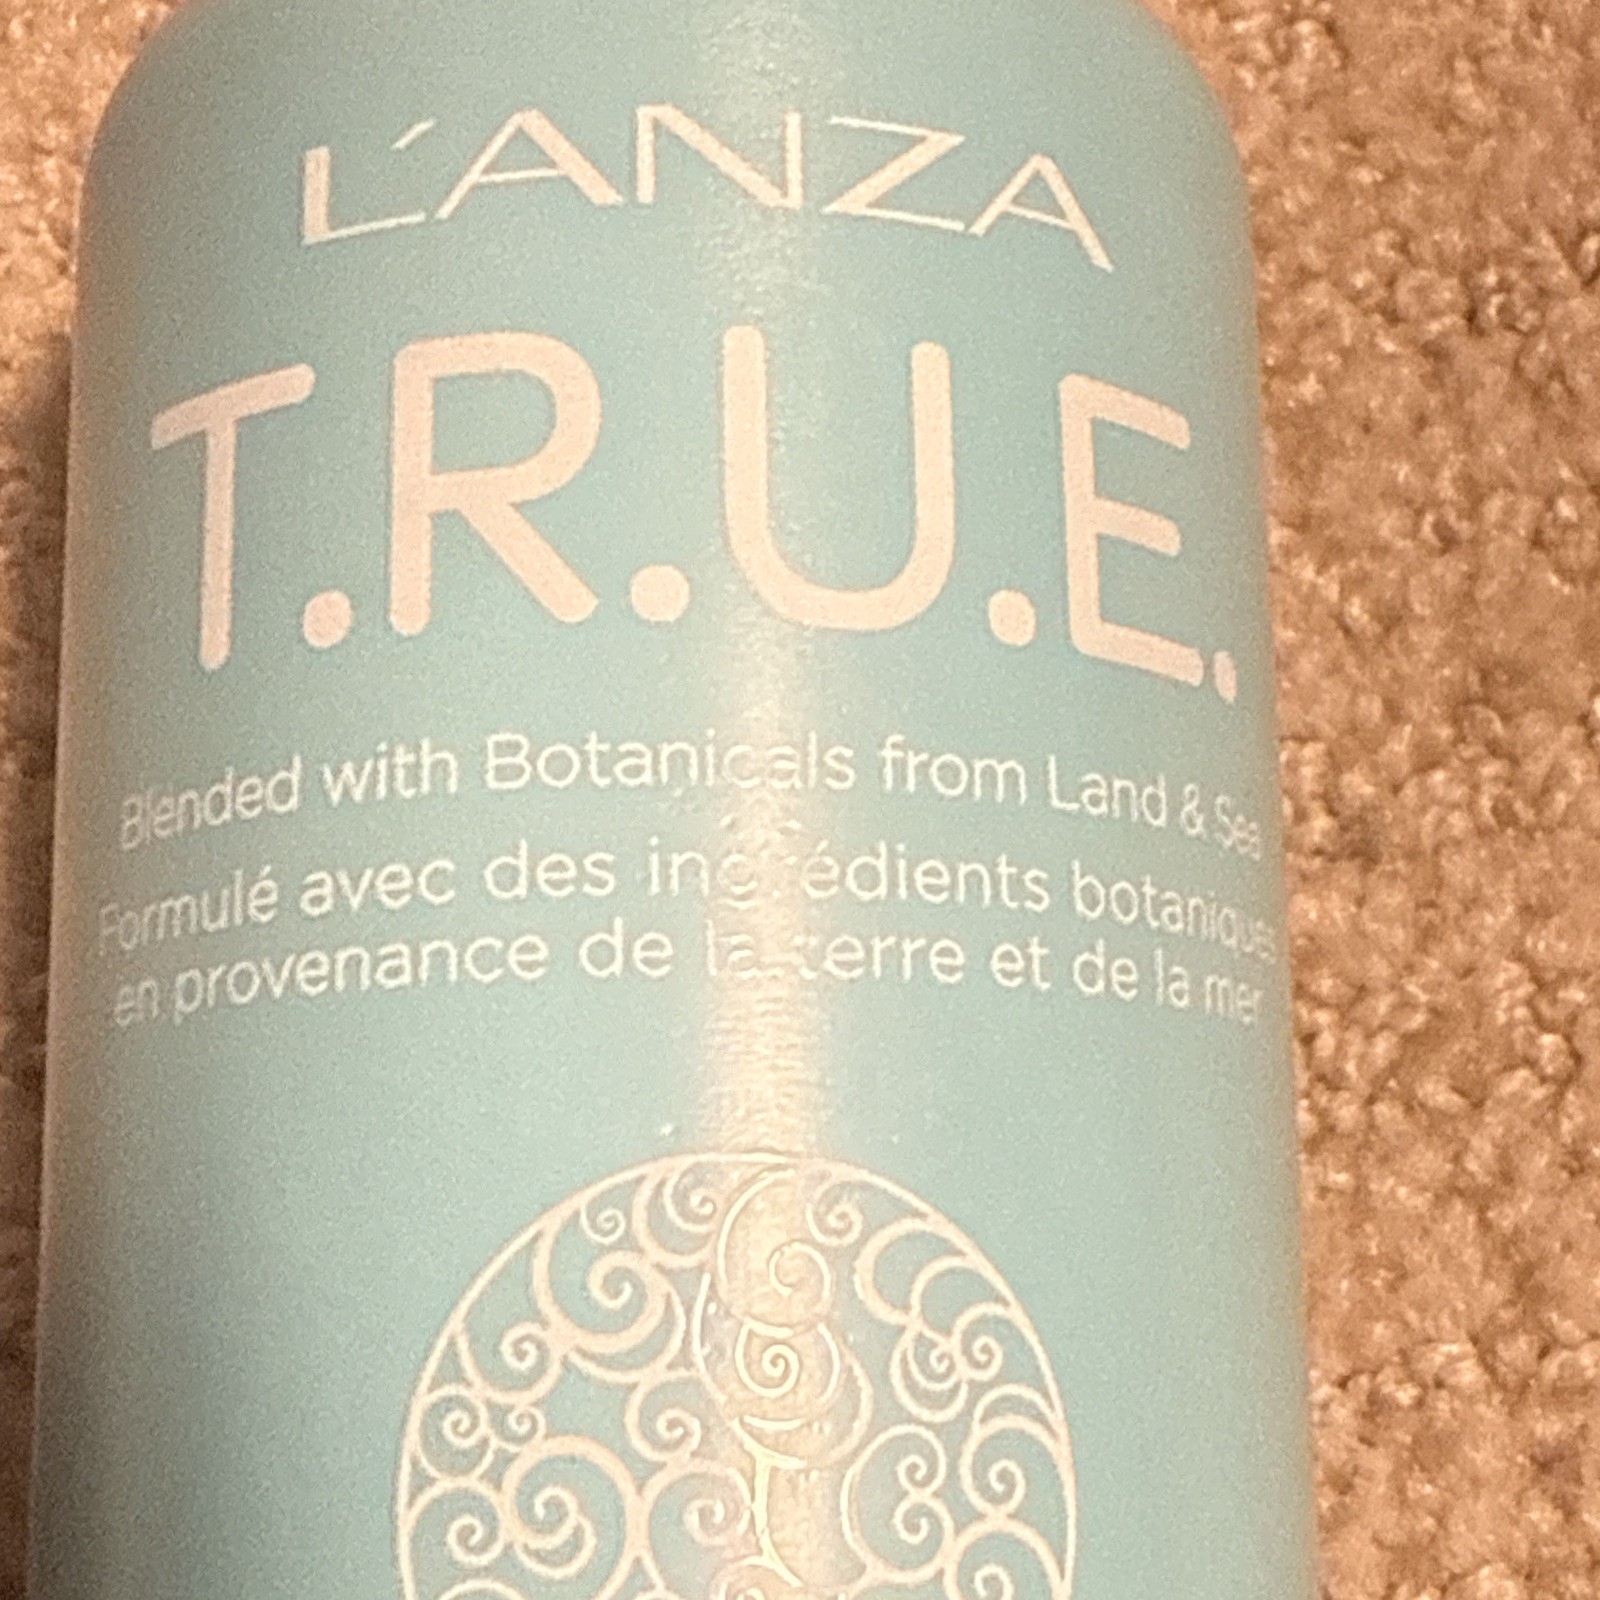 L'ANZA
T.R.U.E.
Blended with Botanicals from Land & Sea
Formulé avec des ingrédients botaniques
en provenance de la terre et de la mer